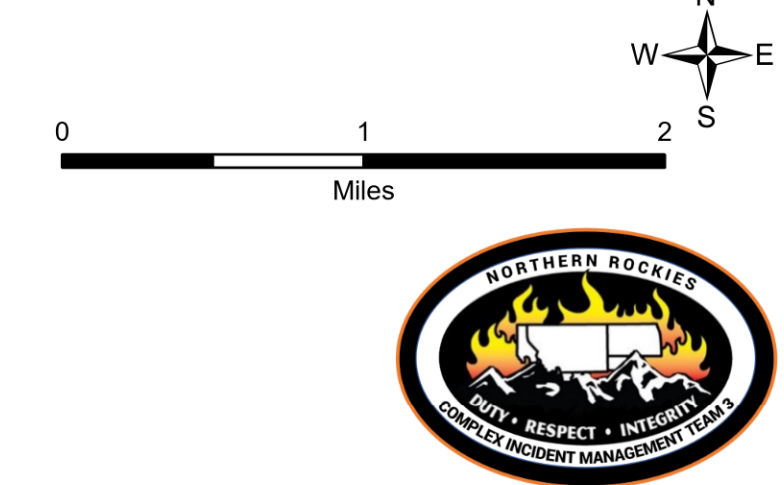 N
W E
S
0 1 2
Miles
NORTHERN ROCKIES
DUTY • RESPECT • INTEGRITY
COMPLEX INCIDENT MANAGEMENT TEAM 3